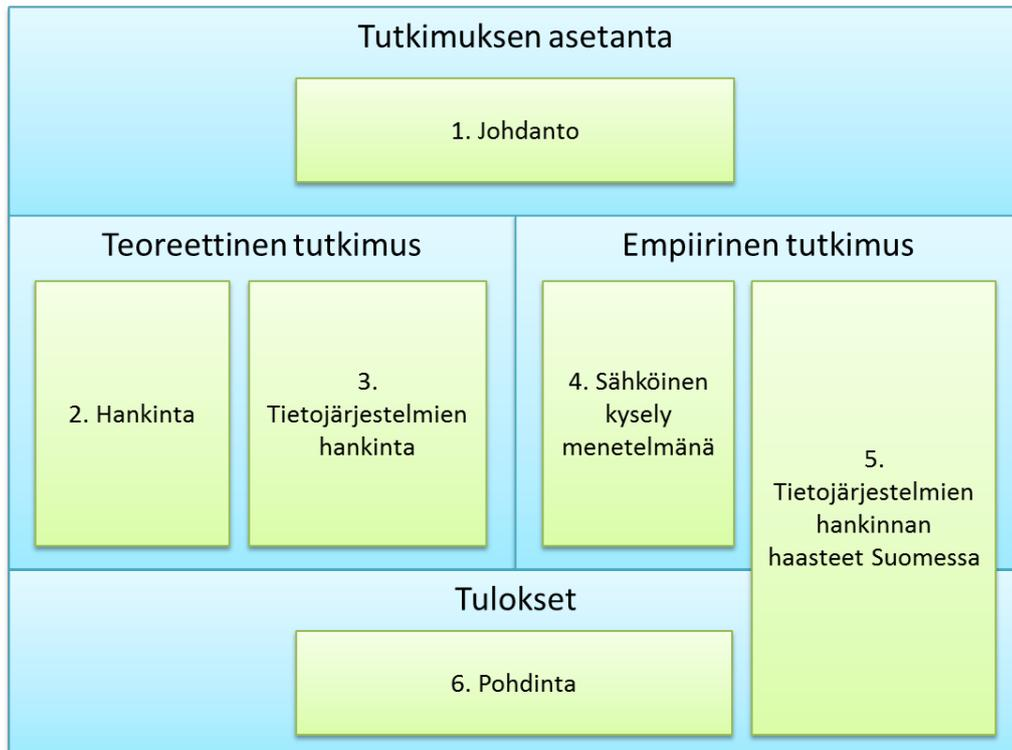 Tutkimuksen asetanta
1. Johdanto
Teoreettinen tutkimus
2. Hankinta
3.
Tietojärjestelmien
hankinta
Empiirinen tutkimus
4. Sähköinen
kysely
menetelmänä
5.
Tietojärjestelmien
hankinnan
haasteet Suomessa
Tulokset
6. Pohdinta